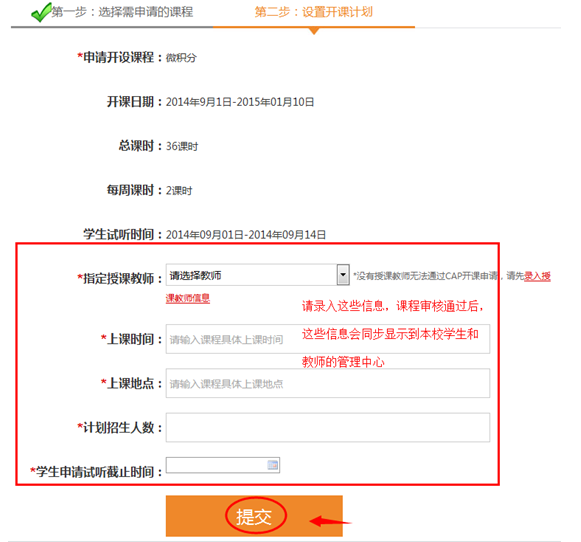 第一步：选择需申请的课程
第二步：设置开课计划
*申请开设课程：微积分
开课日期：2014年9月1日-2015年01月10日
总课时：36课时
每周课时：2课时
学生试听时间：2014年09月01日-2014年09月14日
*指定授课教师：请选择教师 *没有授课教师无法通过CAP开课申请，请先录入授
课教师信息
请录入这些信息，课程审核通过后，
*上课时间：请输入课程具体上课时间
这些信息会同步显示到本校学生和
教师的管理中心
*上课地点：请输入课程具体上课地点
*计划招生人数：
*学生申请试听截止时间：
提交